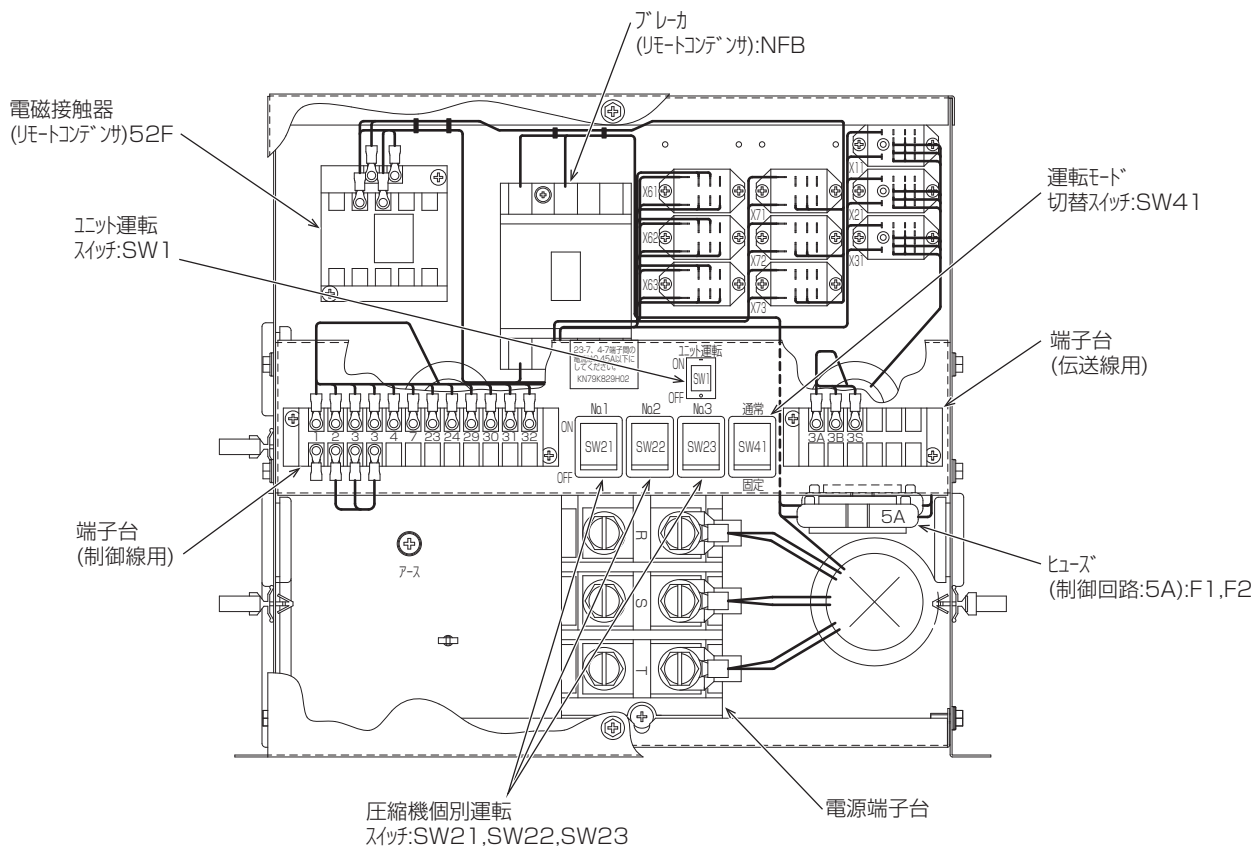 ブレーカ
(リモートコンデンサ):NFB
電磁接触器
(リモートコンデンサ)52F
運転モード
切替スイッチ:SW41
ユニット運転
スイッチ:SW1
X61
X62
X63
X71
X72
X73
X11
X21
X31
23-7、4-7端子間の
してください。
KN79K829H02
ユニット運転
ON
SW1
OFF
端子台
(伝送線用)
1 2 3 3 4 7 23 24 29 30 31 32
ON
OFF
No.1 No.2 No.3 通常
SW21 SW22 SW23 SW41
固定
3A 3B 3S
5A
端子台
(制御線用)
アース
R
S
T
ヒューズ
(制御回路:5A):F1,F2
圧縮機個別運転
スイッチ:SW21,SW22,SW23
電源端子台